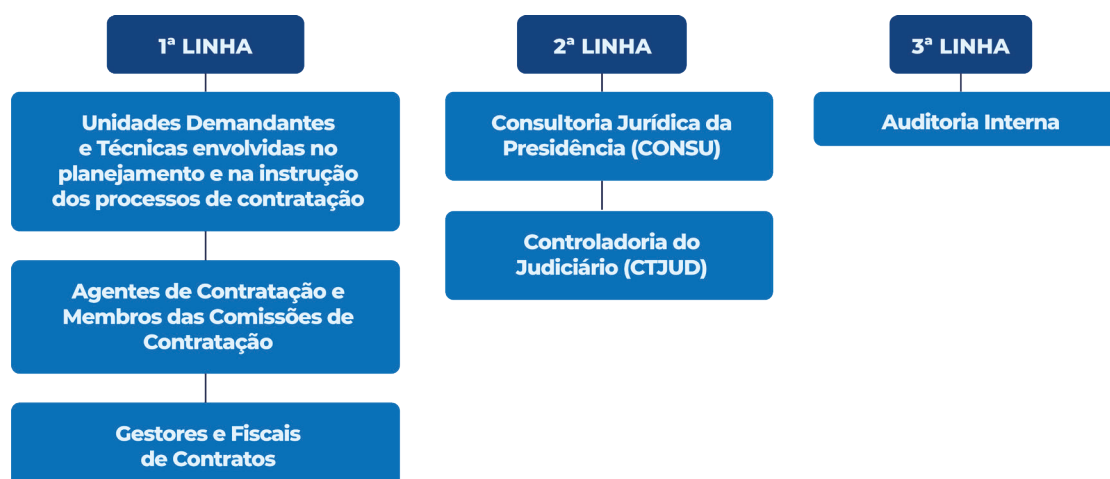 1ª LINHA
Unidades Demandantes
e Técnicas envolvidas no
planejamento e na instrução
dos processos de contratação
Agentes de Contratação e
Membros das Comissões de
Contratação
Gestores e Fiscais
de Contratos
2ª LINHA
Consultoria Jurídica da
Presidência (CONSU)
Controladoria do
Judiciário (CTJUD)
3ª LINHA
Auditoria Interna